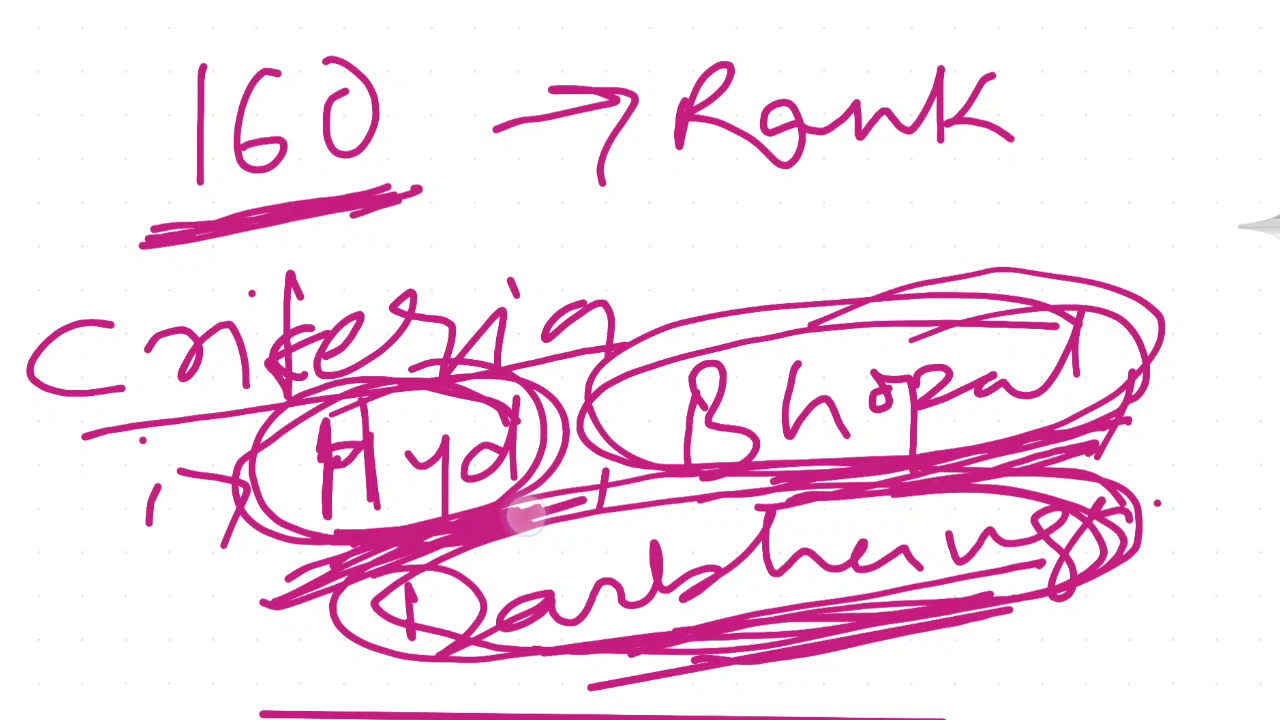 160 → Rank
Criteria
i → Hyd, Bhopal
Darbhanga